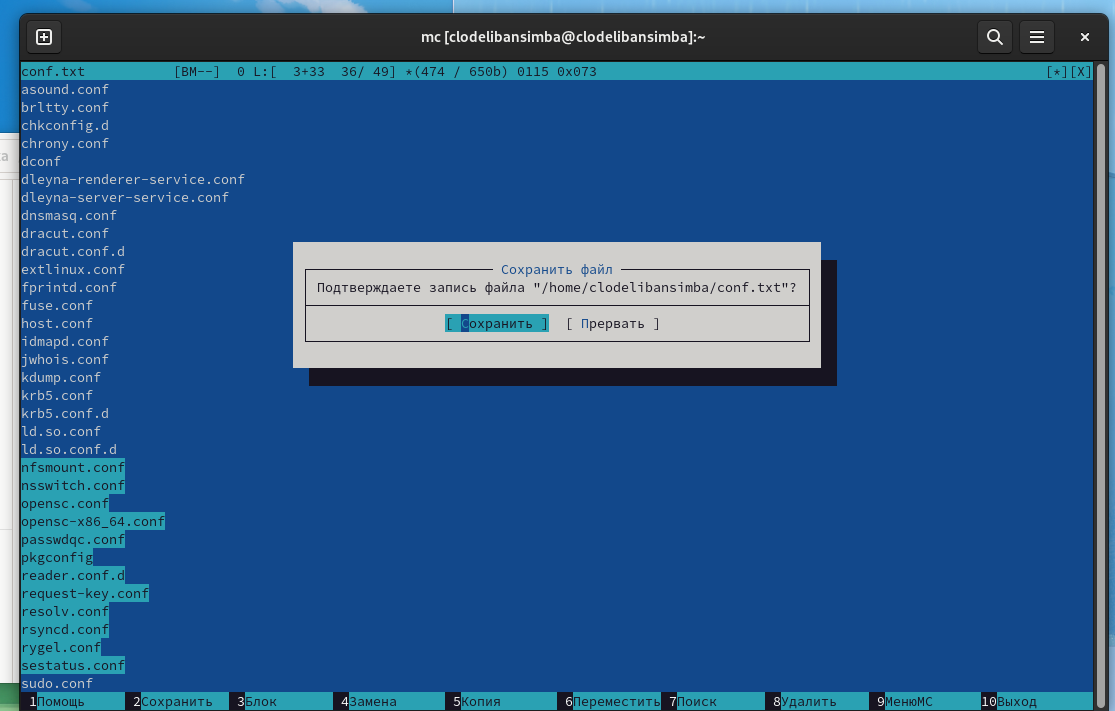 mc [clodelibansimba@clodelibansimba]:~
conf.txt [BM--] 0 L:[ 3+33 36/ 49] *(474 / 650b) 0115 0x073 [*][X]
asound.conf
brltty.conf
chkconfig.d
chrony.conf
dconf
dleyna-renderer-service.conf
dleyna-server-service.conf
dnsmasq.conf
dracut.conf
dracut.conf.d
extlinux.conf
fprintd.conf
fuse.conf
host.conf
idmapd.conf
jwhois.conf
kdump.conf
krb5.conf
krb5.conf.d
ld.so.conf
ld.so.conf.d
nfsmount.conf
nsswitch.conf
opensc.conf
opensc-x86_64.conf
passwdqc.conf
pkgconfig
reader.conf.d
request-key.conf
resolv.conf
rsyncd.conf
rygel.conf
sestatus.conf
sudo.conf
Сохранить файл
Подтверждаете запись файла "/home/clodelibansimba/conf.txt"?
[ Сохранить ] [ Прервать ]
1Помощь 2Сохранить 3Блок 4Замена 5Копия 6Переместить 7Поиск 8Удалить 9МенюMC 10Выход